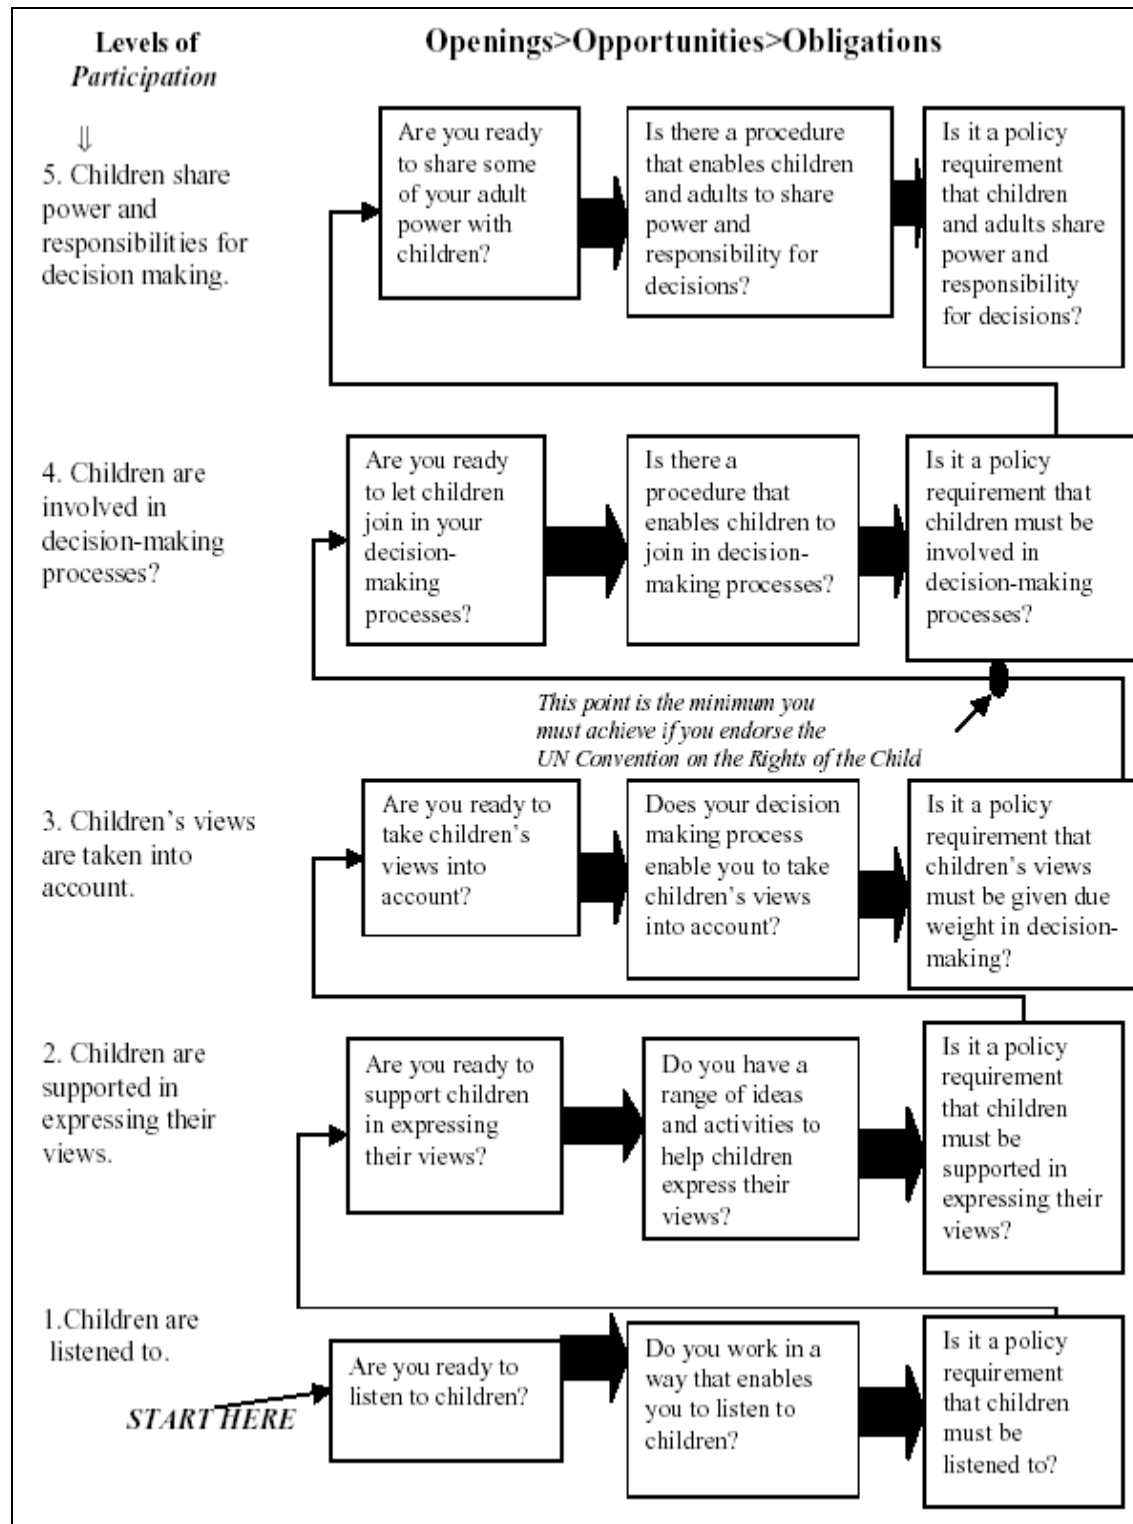 Levels of
Participation
Openings>Opportunities>Obligations
⇓
5. Children share
power and
responsibilities for
decision making.
Are you ready
to share some
of your adult
power with
children?
Is there a procedure
that enables children
and adults to share
power and
responsibility for
decisions?
Is it a policy
requirement
that children
and adults share
power and
responsibility
for decisions?
4. Children are
involved in
decision-making
processes?
Are you ready
to let children
join in your
decision-
making
processes?
Is there a
procedure that
enables children to
join in decision-
making processes?
Is it a policy
requirement that
children must be
involved in
decision-making
processes?
This point is the minimum you
must achieve if you endorse the
UN Convention on the Rights of the Child
3. Children’s views
are taken into
account.
Are you ready to
take children’s
views into
account?
Does your decision
making process
enable you to take
children’s views
into account?
Is it a policy
requirement that
children’s views
must be given due
weight in decision-
making?
2. Children are
supported in
expressing their
views.
Are you ready to
support children
in expressing
their views?
Do you have a
range of ideas
and activities to
help children
express their
views?
Is it a policy
requirement
that children
must be
supported in
expressing their
views?
1.Children are
listened to.
START HERE
Are you ready to
listen to children?
Do you work in a
way that enables
you to listen to
children?
Is it a policy
requirement
that children
must be
listened to?